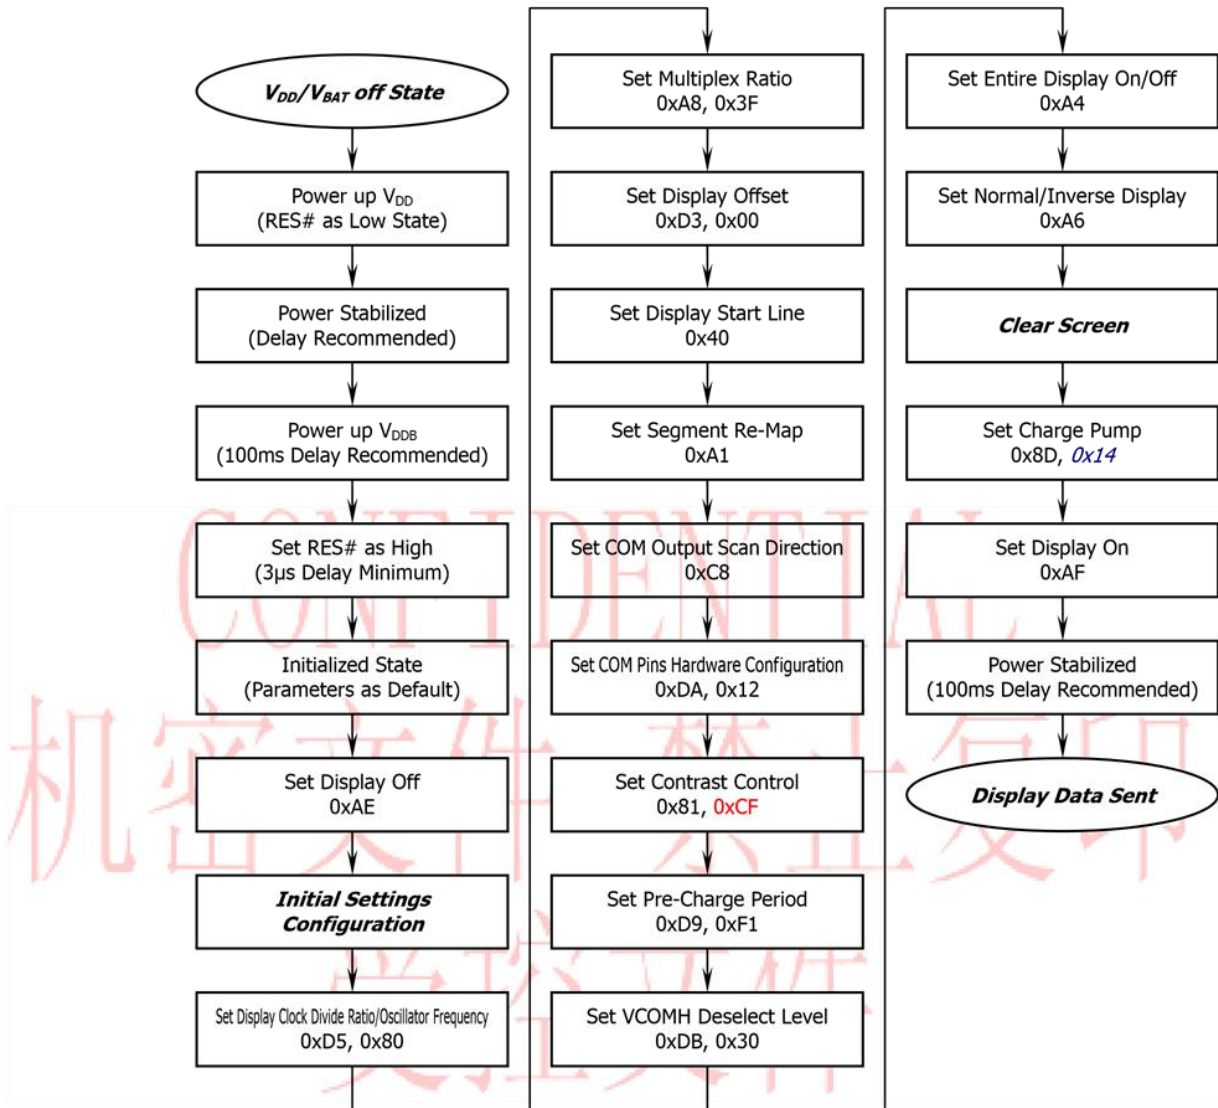 V_DD/V_BAT off State
Power up V_DD
(RES# as Low State)
Power Stabilized
(Delay Recommended)
Power up V_DDB
(100ms Delay Recommended)
Set RES# as High
(3μs Delay Minimum)
Initialized State
(Parameters as Default)
Set Display Off
0xAE
Initial Settings
Configuration
Set Display Clock Divide Ratio/Oscillator Frequency
0xD5, 0x80
Set Multiplex Ratio
0xA8, 0x3F
Set Display Offset
0xD3, 0x00
Set Display Start Line
0x40
Set Segment Re-Map
0xA1
Set COM Output Scan Direction
0xC8
Set COM Pins Hardware Configuration
0xDA, 0x12
Set Contrast Control
0x81, 0xCF
Set Pre-Charge Period
0xD9, 0xF1
Set VCOMH Deselect Level
0xDB, 0x30
Set Entire Display On/Off
0xA4
Set Normal/Inverse Display
0xA6
Clear Screen
Set Charge Pump
0x8D, 0x14
Set Display On
0xAF
Power Stabilized
(100ms Delay Recommended)
Display Data Sent
CONFIDENTIAL
机密文件 禁止复印
受控文件